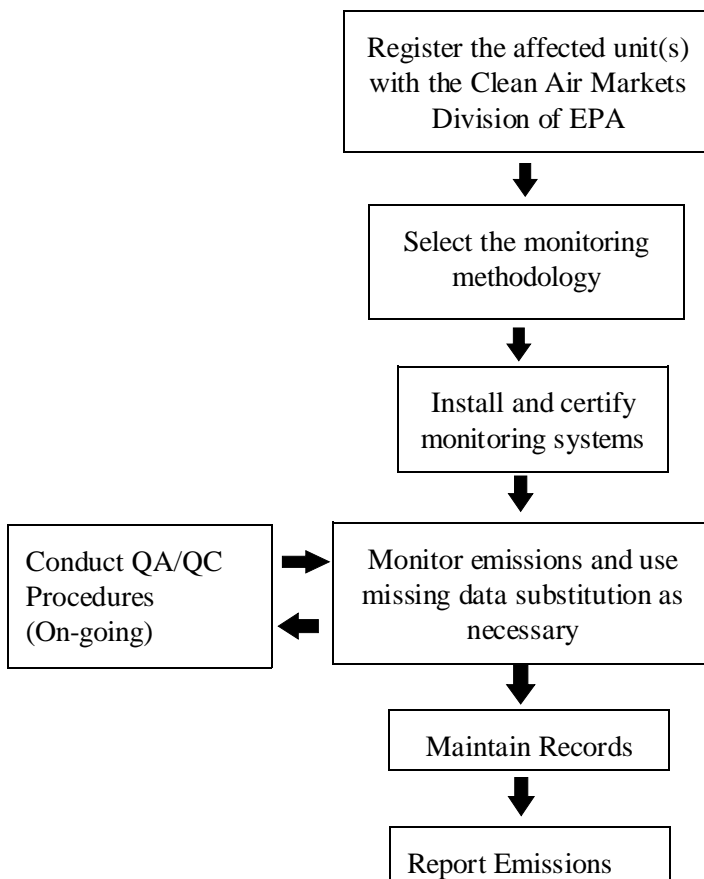 Register the affected unit(s)
with the Clean Air Markets
Division of EPA
Select the monitoring
methodology
Install and certify
monitoring systems
Conduct QA/QC
Procedures
(On-going)
Monitor emissions and use
missing data substitution as
necessary
Maintain Records
Report Emissions